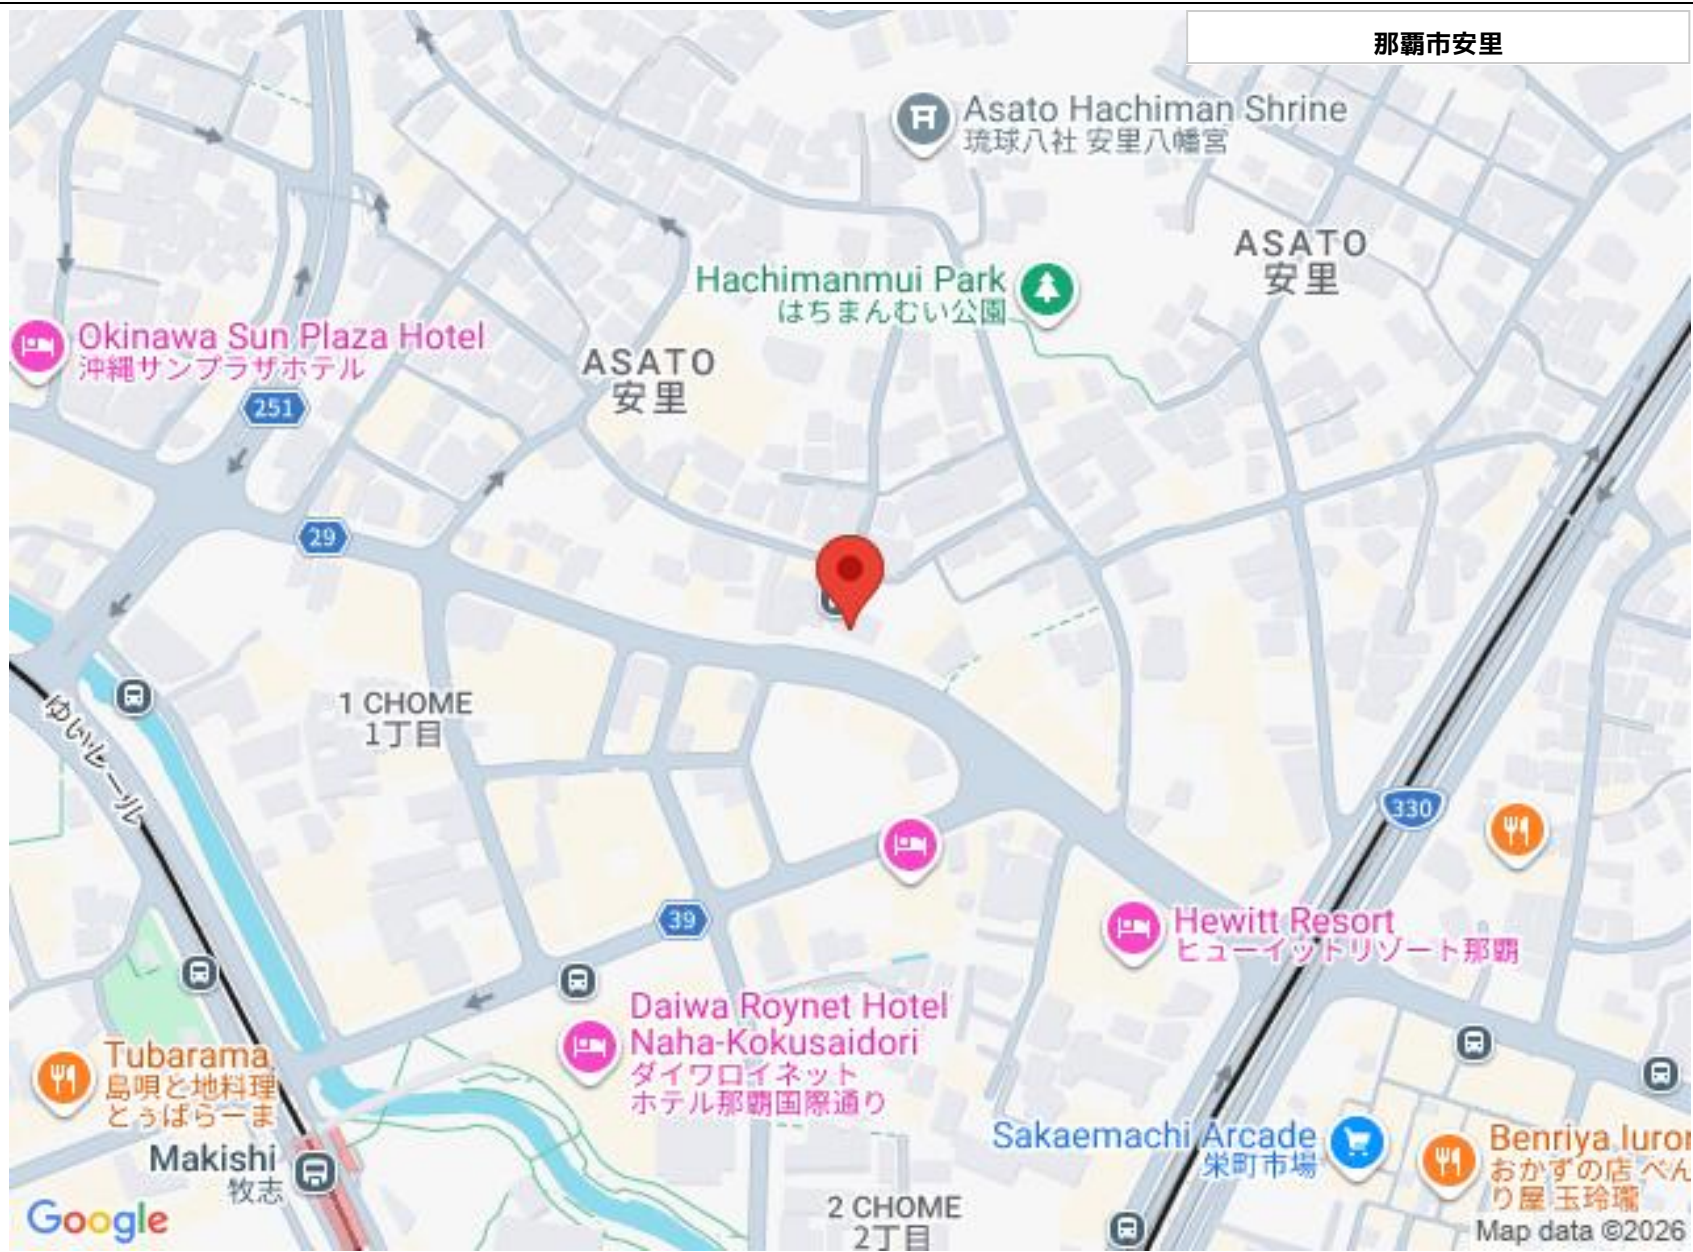 那覇市安里
Asato Hachiman Shrine
琉球八社 安里八幡宮
ASATO
安里
Hachimanmui Park
はちまんむい公園
Okinawa Sun Plaza Hotel
沖縄サンプラザホテル
ASATO
安里
251
29
1 CHOME
1丁目
ゆいレール
330
39
Hewitt Resort
ヒューイットリゾート那覇
Daiwa Roynet Hotel
Naha-Kokusaidori
ダイワロイネット
ホテル那覇国際通り
Tubarama
島唄と地料理
とぅばらーま
Makishi
牧志
Sakaemachi Arcade
栄町市場
Benriya Iuror
おかずの店 べん
り屋 玉玲瓏
2 CHOME
2丁目
Google
Map data ©2026